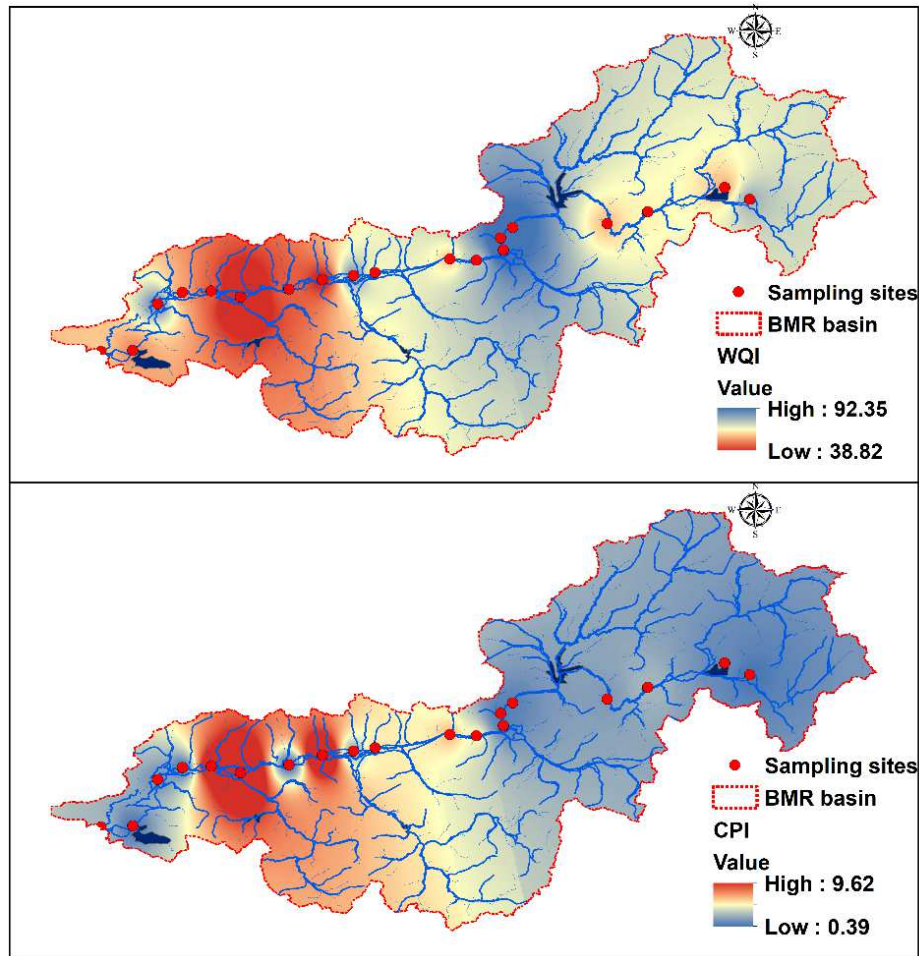 N
W E
S
Sampling sites
BMR basin
WQI
Value
High : 92.35
Low : 38.82
N
W E
S
Sampling sites
BMR basin
CPI
Value
High : 9.62
Low : 0.39